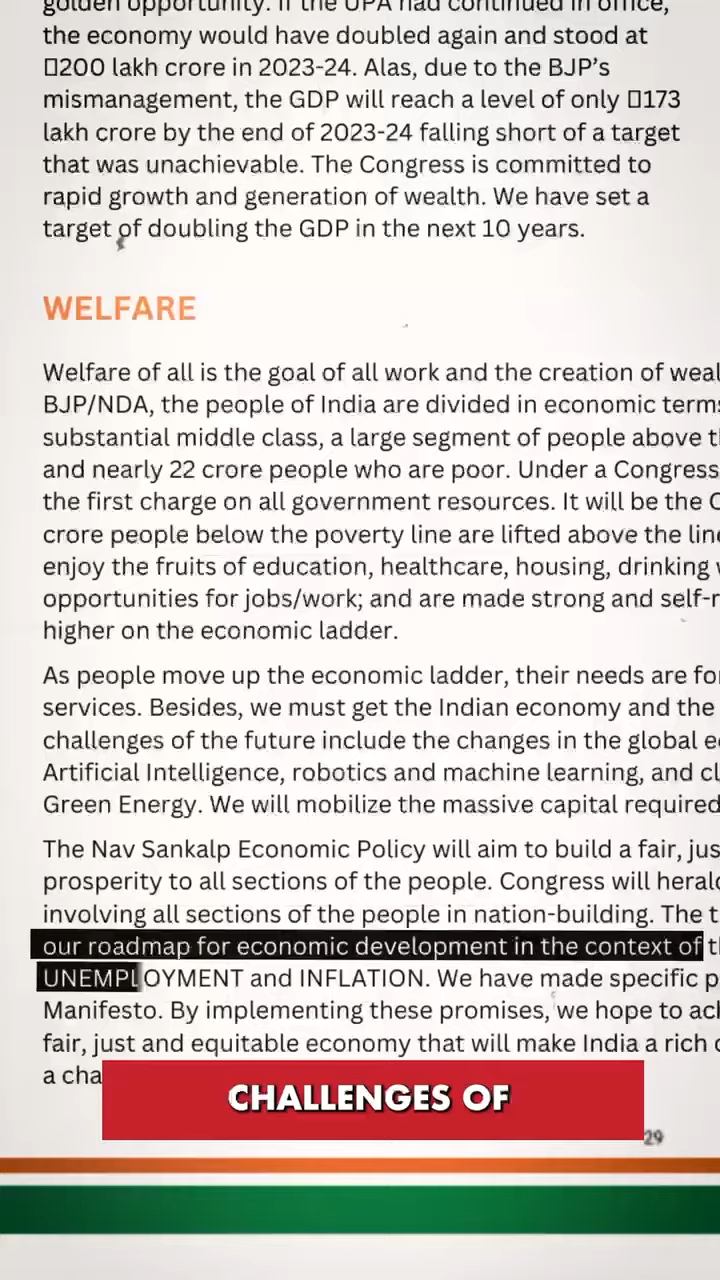 golden opportunity. If the UPA had continued in office,
the economy would have doubled again and stood at
200 lakh crore in 2023-24. Alas, due to the BJP's
mismanagement, the GDP will reach a level of only 173
lakh crore by the end of 2023-24 falling short of a target
that was unachievable. The Congress is committed to
rapid growth and generation of wealth. We have set a
target of doubling the GDP in the next 10 years.
WELFARE
Welfare of all is the goal of all work and the creation of weal
BJP/NDA, the people of India are divided in economic terms
substantial middle class, a large segment of people above t
and nearly 22 crore people who are poor. Under a Congress
the first charge on all government resources. It will be the C
crore people below the poverty line are lifted above the line
enjoy the fruits of education, healthcare, housing, drinking
opportunities for jobs/work; and are made strong and self-r
higher on the economic ladder.
As people move up the economic ladder, their needs are for
services. Besides, we must get the Indian economy and the
challenges of the future include the changes in the global e
Artificial Intelligence, robotics and machine learning, and cl
Green Energy. We will mobilize the massive capital required
The Nav Sankalp Economic Policy will aim to build a fair, jus
prosperity to all sections of the people. Congress will herald
involving all sections of the people in nation-building. The t
our roadmap for economic development in the context of t
UNEMPLOYMENT and INFLATION. We have made specific p
Manifesto. By implementing these promises, we hope to ach
fair, just and equitable economy that will make India a rich c
a cha
CHALLENGES OF
29